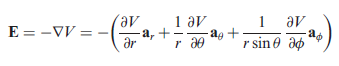 E = −∇V = −(∂V/∂r a_r + 1/r ∂V/∂θ a_θ + 1/(r sin θ) ∂V/∂ϕ a_ϕ)